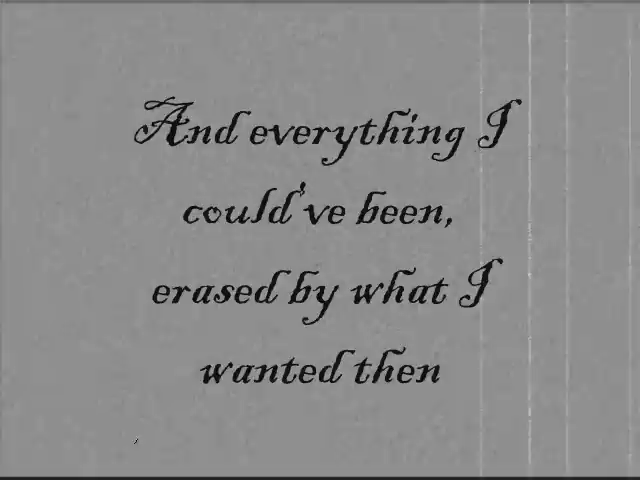 And everything I
could've been,
erased by what I
wanted then